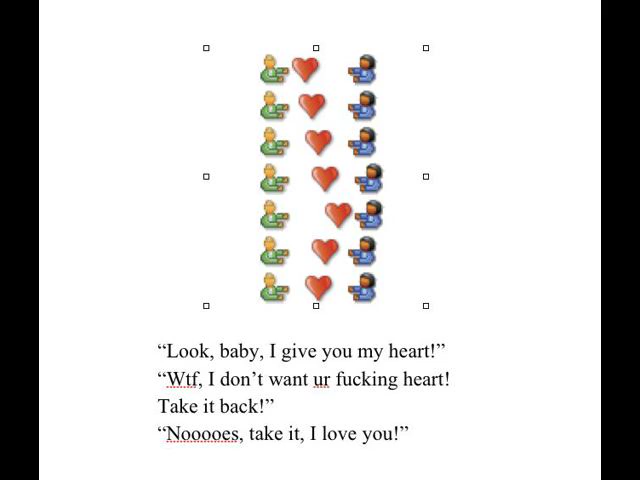 “Look, baby, I give you my heart!”
“Wtf, I don’t want ur fucking heart!
Take it back!”
“Nooooes, take it, I love you!”